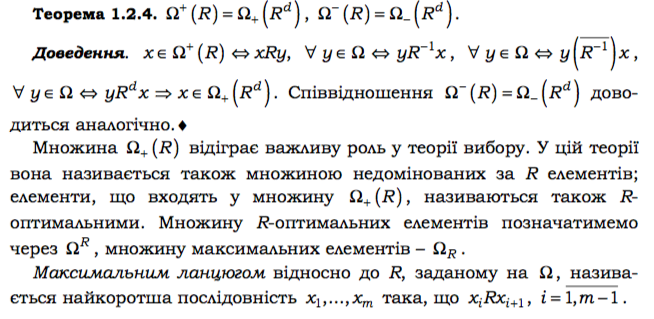 Теорема 1.2.4. Ω⁺(R) = Ω₊(Rᵈ), Ω⁻(R) = Ω₋(Rᵈ).
Доведення. x ∈ Ω⁺(R) ⇔ xRy, ∀ y ∈ Ω ⇔ yR⁻¹x, ∀ y ∈ Ω ⇔ y(\overline{R⁻¹})x,
∀ y ∈ Ω ⇔ yRᵈx ⇒ x ∈ Ω₊(Rᵈ). Співвідношення Ω⁻(R) = Ω₋(Rᵈ) дово-
диться аналогічно.♦
Множина Ω₊(R) відіграє важливу роль у теорії вибору. У цій теорії
вона називається також множиною недомінованих за R елементів;
елементи, що входять у множину Ω₊(R), називаються також R-
оптимальними. Множину R-оптимальних елементів позначатимемо
через Ωᴿ, множину максимальних елементів – Ω_R.
Максимальним ланцюгом відносно до R, заданому на Ω, назива-
ється найкоротша послідовність x₁,...,xₘ така, що xᵢRxᵢ₊₁, i = \overline{1,m−1}.